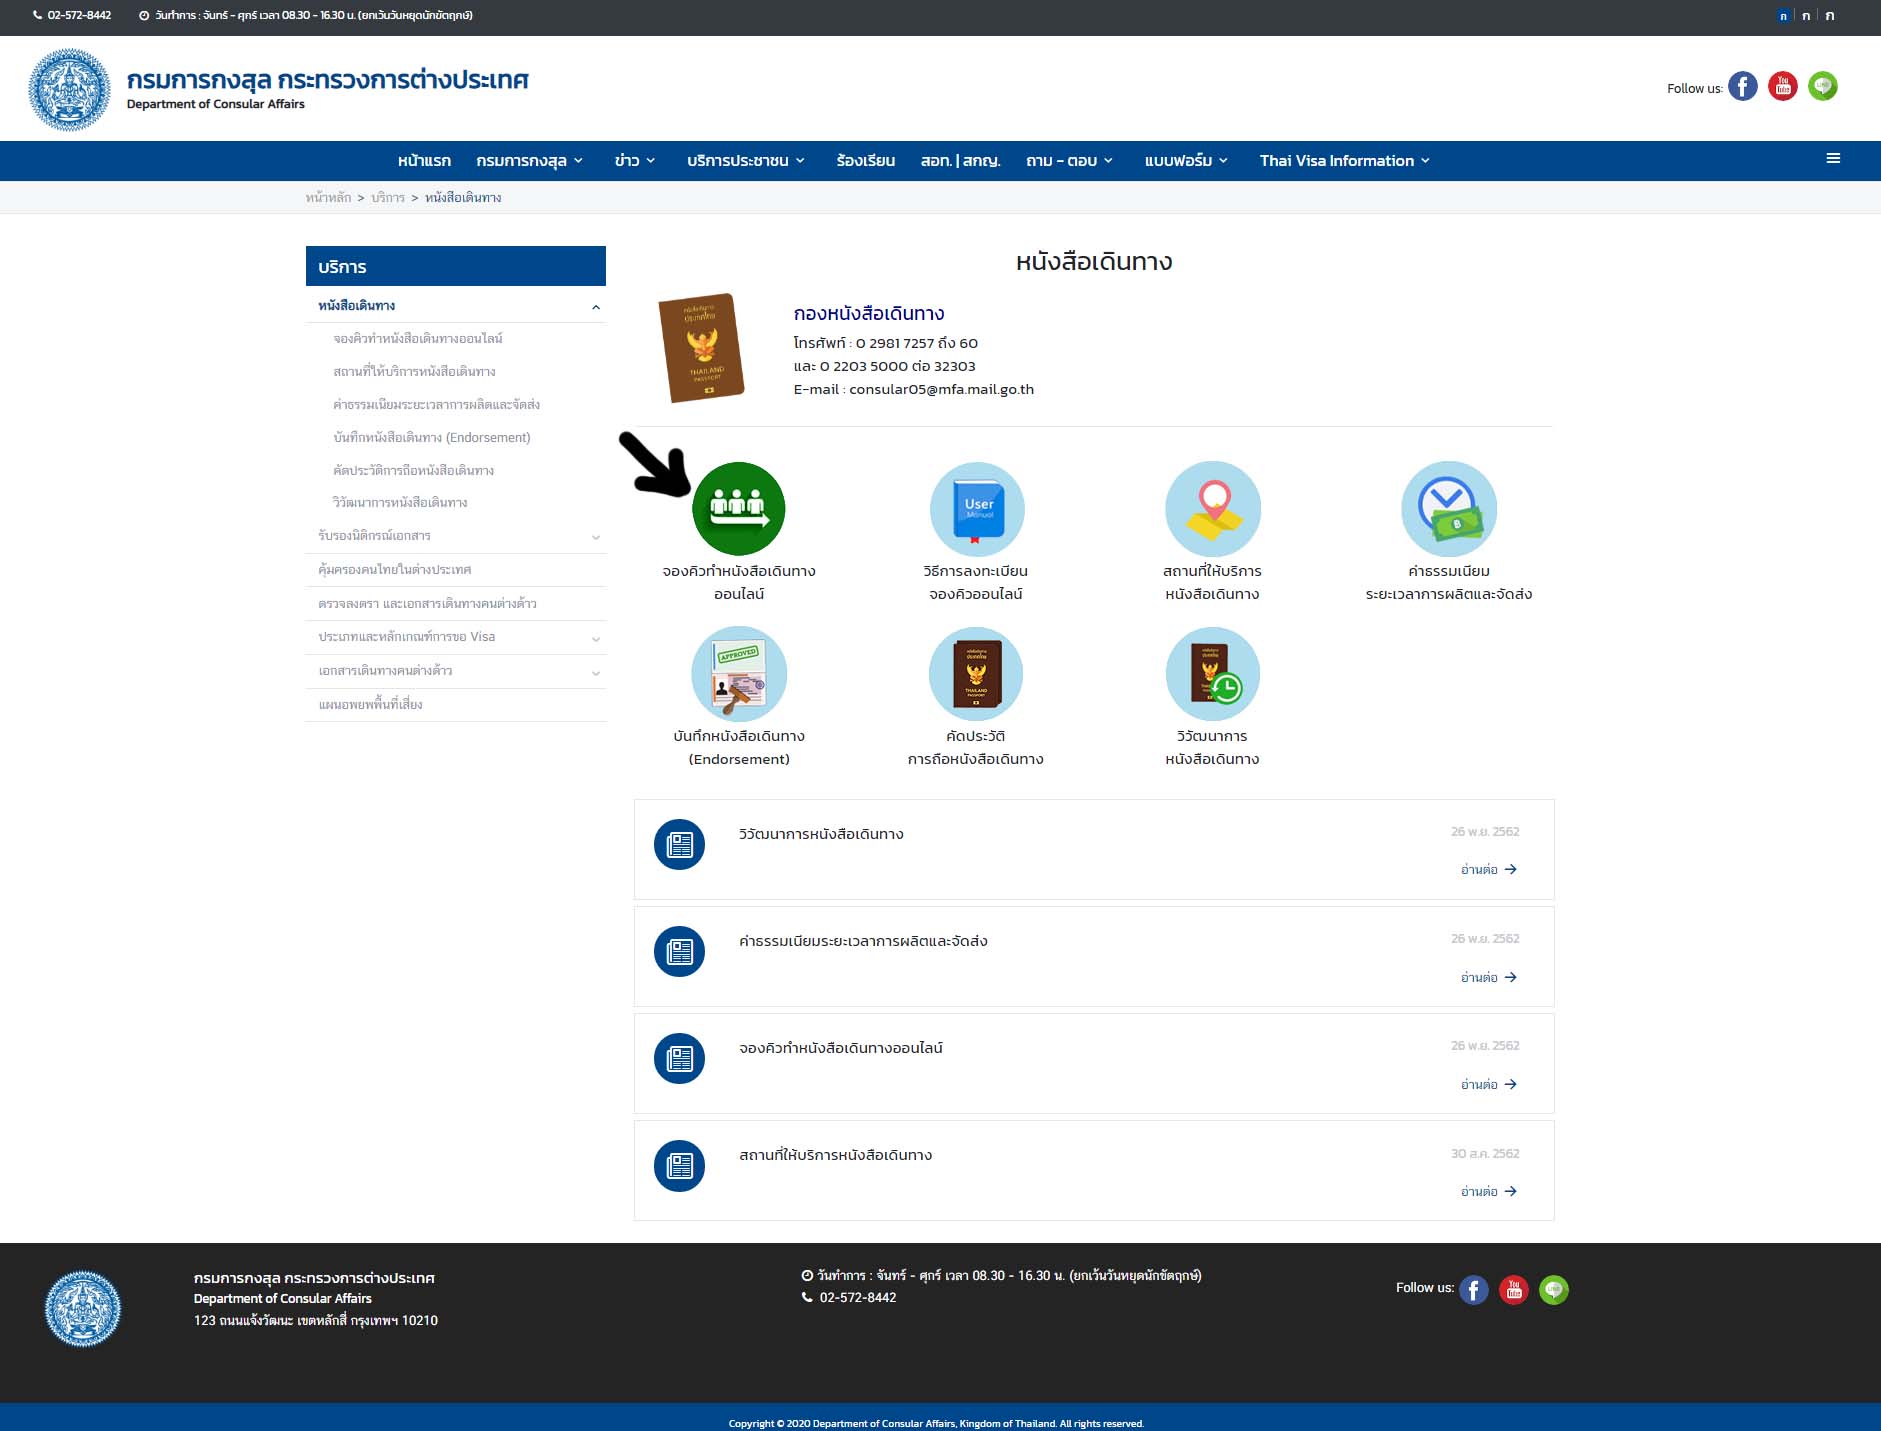 02-572-8442 วันทำการ : จันทร์ - ศุกร์ เวลา 08.30 - 16.30 น. (ยกเว้นวันหยุดนักขัตฤกษ์) ก ก ก
กรมการกงสุล กระทรวงการต่างประเทศ
Department of Consular Affairs
Follow us:
หน้าแรก กรมการกงสุล ข่าว บริการประชาชน ร้องเรียน สอท. | สกญ. ถาม - ตอบ แบบฟอร์ม Thai Visa Information
หน้าหลัก > บริการ > หนังสือเดินทาง
บริการ
หนังสือเดินทาง
จองคิวทำหนังสือเดินทางออนไลน์
สถานที่ให้บริการหนังสือเดินทาง
ค่าธรรมเนียมระยะเวลาการผลิตและจัดส่ง
บันทึกหนังสือเดินทาง (Endorsement)
คัดประวัติการถือหนังสือเดินทาง
วิวัฒนาการหนังสือเดินทาง
รับรองนิติกรณ์เอกสาร
คุ้มครองคนไทยในต่างประเทศ
ตรวจลงตรา และเอกสารเดินทางคนต่างด้าว
ประเภทและหลักเกณฑ์การขอ Visa
เอกสารเดินทางคนต่างด้าว
แผนอพยพพื้นที่เสี่ยง
หนังสือเดินทาง
THAILAND
PASSPORT
กองหนังสือเดินทาง
โทรศัพท์ : 0 2981 7257 ถึง 60
และ 0 2203 5000 ต่อ 32303
E-mail : consular05@mfa.mail.go.th
User
Manual
จองคิวทำหนังสือเดินทาง
ออนไลน์
วิธีการลงทะเบียน
จองคิวออนไลน์
สถานที่ให้บริการ
หนังสือเดินทาง
ค่าธรรมเนียม
ระยะเวลาการผลิตและจัดส่ง
APPROVED
THAILAND
PASSPORT
บันทึกหนังสือเดินทาง
(Endorsement)
คัดประวัติ
การถือหนังสือเดินทาง
วิวัฒนาการ
หนังสือเดินทาง
วิวัฒนาการหนังสือเดินทาง 26 พ.ย. 2562
อ่านต่อ
ค่าธรรมเนียมระยะเวลาการผลิตและจัดส่ง 26 พ.ย. 2562
อ่านต่อ
จองคิวทำหนังสือเดินทางออนไลน์ 26 พ.ย. 2562
อ่านต่อ
สถานที่ให้บริการหนังสือเดินทาง 30 ส.ค. 2562
อ่านต่อ
กรมการกงสุล กระทรวงการต่างประเทศ
Department of Consular Affairs
123 ถนนแจ้งวัฒนะ เขตหลักสี่ กรุงเทพฯ 10210
วันทำการ : จันทร์ - ศุกร์ เวลา 08.30 - 16.30 น. (ยกเว้นวันหยุดนักขัตฤกษ์)
02-572-8442
Follow us:
Copyright © 2020 Department of Consular Affairs, Kingdom of Thailand. All rights reserved.